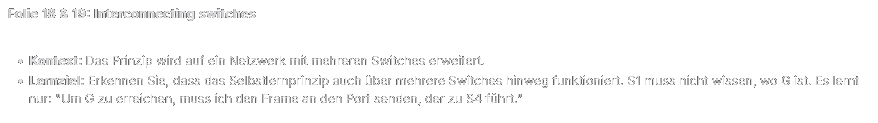 Folie 18 & 19: Interconnecting switches
• Kontext: Das Prinzip wird auf ein Netzwerk mit mehreren Switches erweitert.
• Lernziel: Erkennen Sie, dass das Selbstlernprinzip auch über mehrere Switches hinweg funktioniert. S1 muss nicht wissen, wo G ist. Es lernt
nur: "Um G zu erreichen, muss ich den Frame an den Port senden, der zu S4 führt."